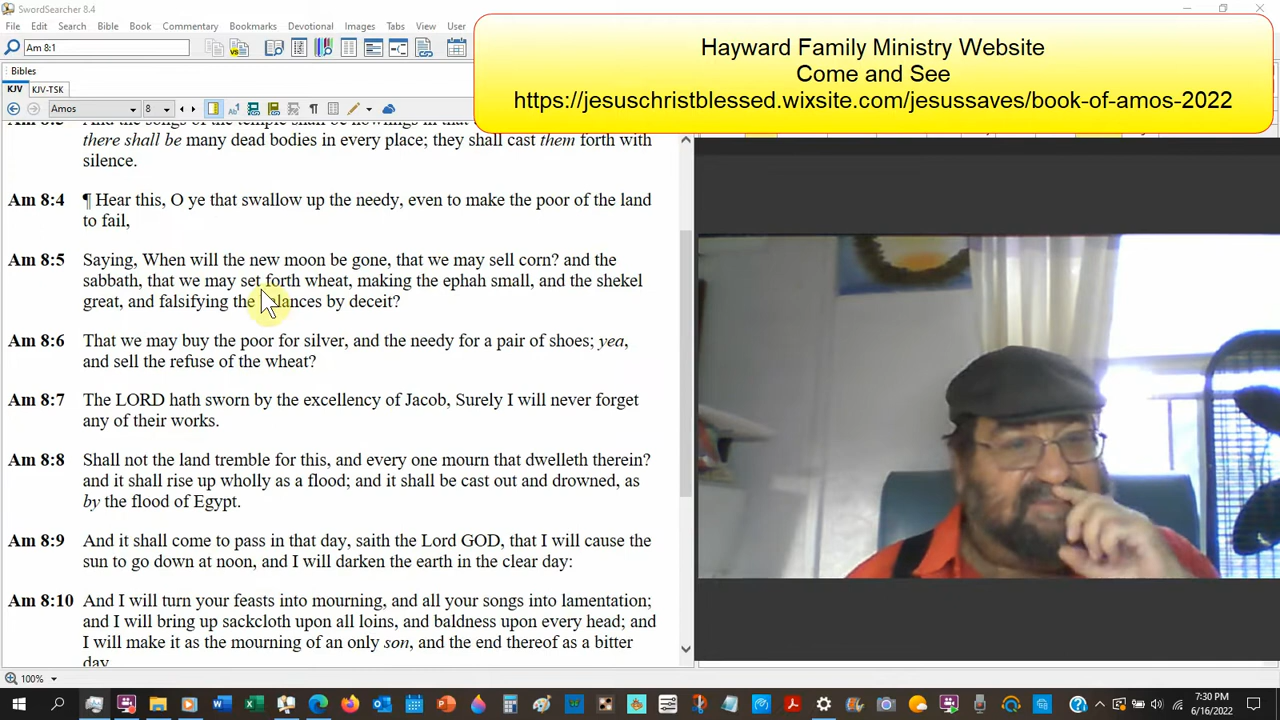 SwordSearcher 8.4
File Edit Search Bible Book Commentary Bookmarks Devotional Images Tabs View User
Am 8:1
Bibles
KJV KJV-TSK
Amos 8
Hayward Family Ministry Website
Come and See
https://jesuschristblessed.wixsite.com/jesussaves/book-of-amos-2022
there shall be many dead bodies in every place; they shall cast them forth with
silence.
Am 8:4 ¶ Hear this, O ye that swallow up the needy, even to make the poor of the land
to fail,
Am 8:5 Saying, When will the new moon be gone, that we may sell corn? and the
sabbath, that we may set forth wheat, making the ephah small, and the shekel
great, and falsifying the balances by deceit?
Am 8:6 That we may buy the poor for silver, and the needy for a pair of shoes; yea,
and sell the refuse of the wheat?
Am 8:7 The LORD hath sworn by the excellency of Jacob, Surely I will never forget
any of their works.
Am 8:8 Shall not the land tremble for this, and every one mourn that dwelleth therein?
and it shall rise up wholly as a flood; and it shall be cast out and drowned, as
by the flood of Egypt.
Am 8:9 And it shall come to pass in that day, saith the Lord GOD, that I will cause the
sun to go down at noon, and I will darken the earth in the clear day:
Am 8:10 And I will turn your feasts into mourning, and all your songs into lamentation;
and I will bring up sackcloth upon all loins, and baldness upon every head; and
I will make it as the mourning of an only son, and the end thereof as a bitter
day.
100%
7:30 PM
6/16/2022